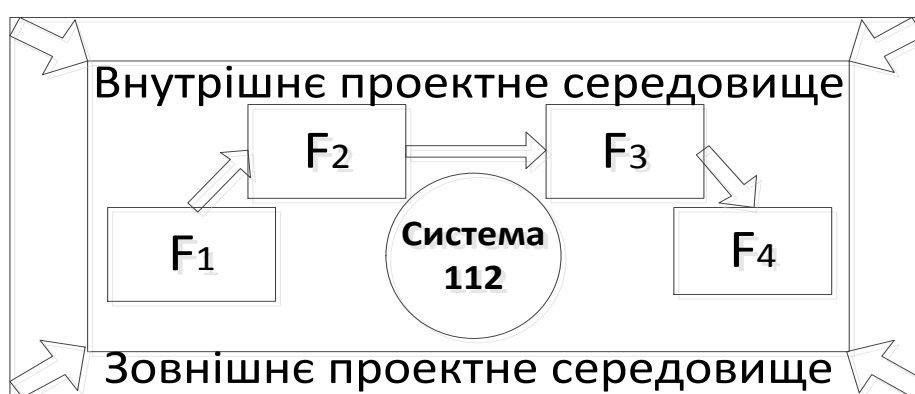 Внутрішнє проектне середовище
F2
F3
F1
Система
112
F4
Зовнішнє проектне середовище